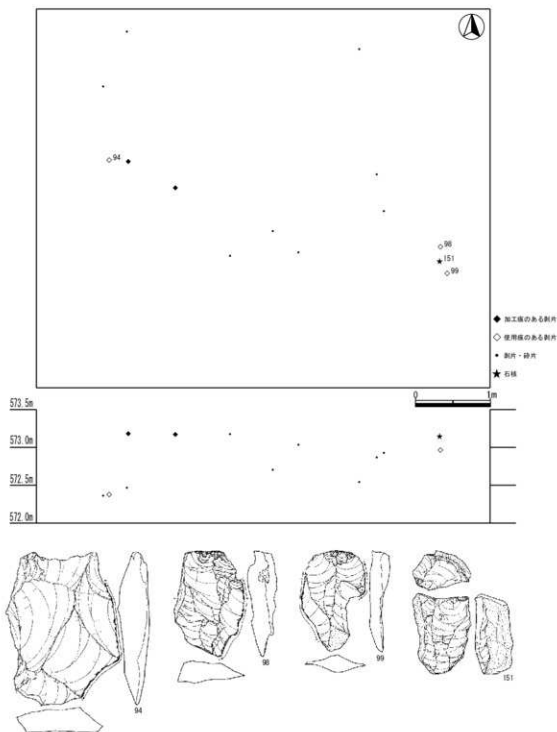 94
98
151
99
◆ 加工痕のある剥片
◇ 使用痕のある剥片
• 剥片・砕片
★ 石核
0 1m
573.5m
573.0m
572.5m
572.0m
94
98
99
151